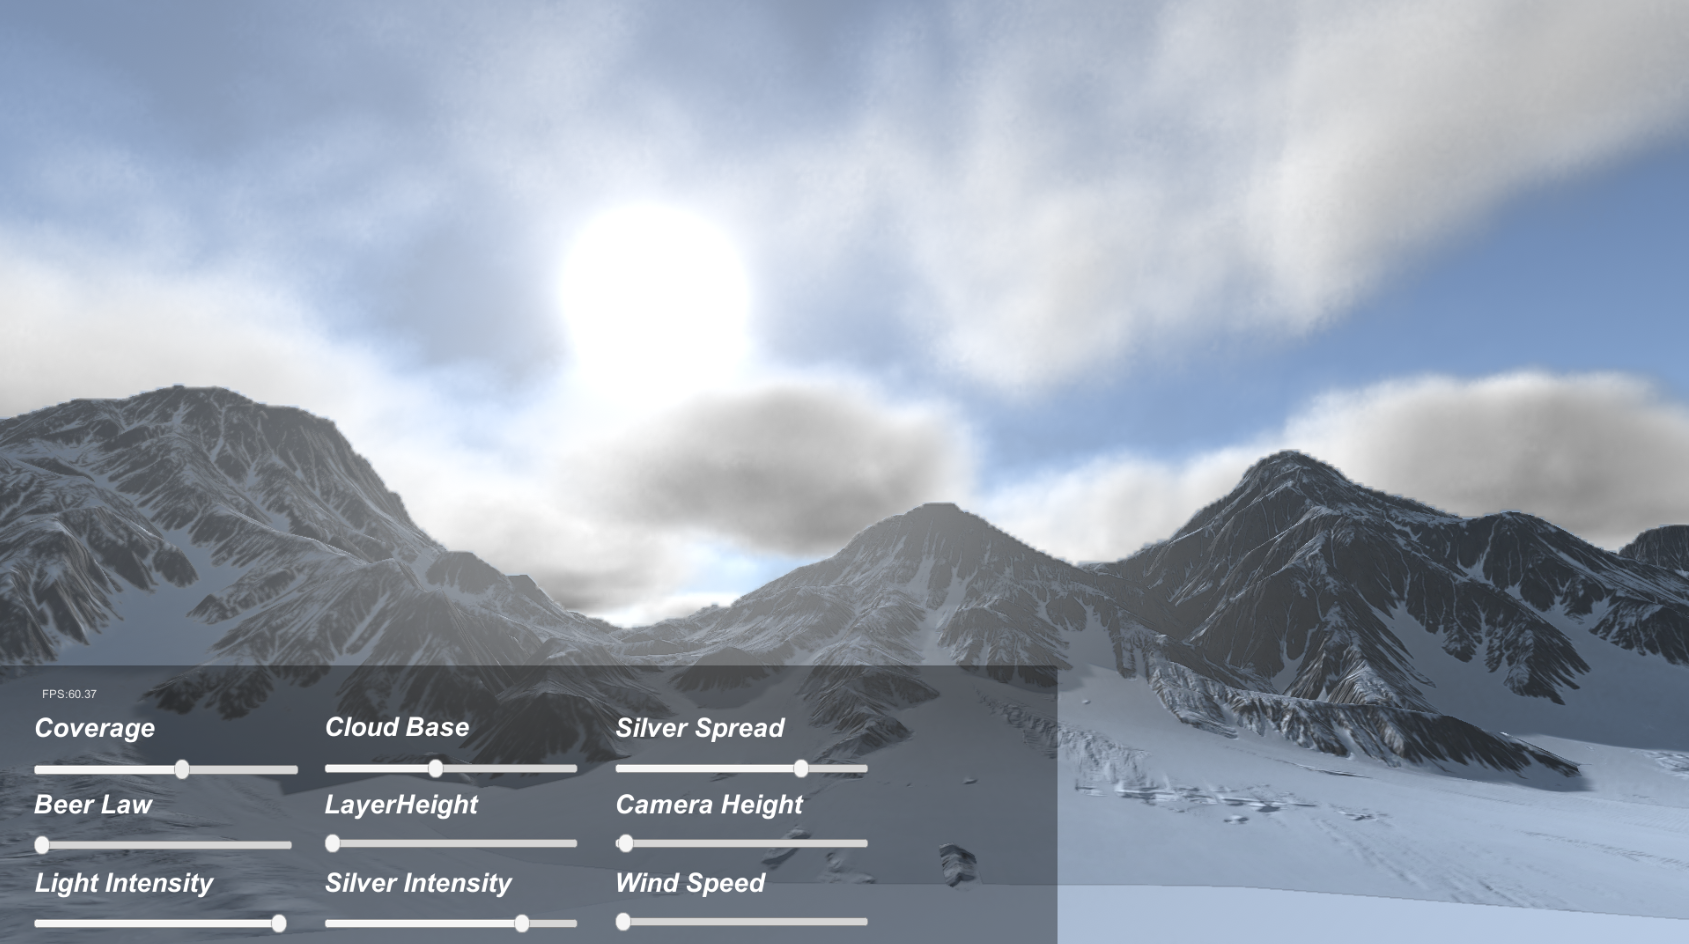 FPS:60.37
Coverage
Cloud Base
Silver Spread
Beer Law
LayerHeight
Camera Height
Light Intensity
Silver Intensity
Wind Speed